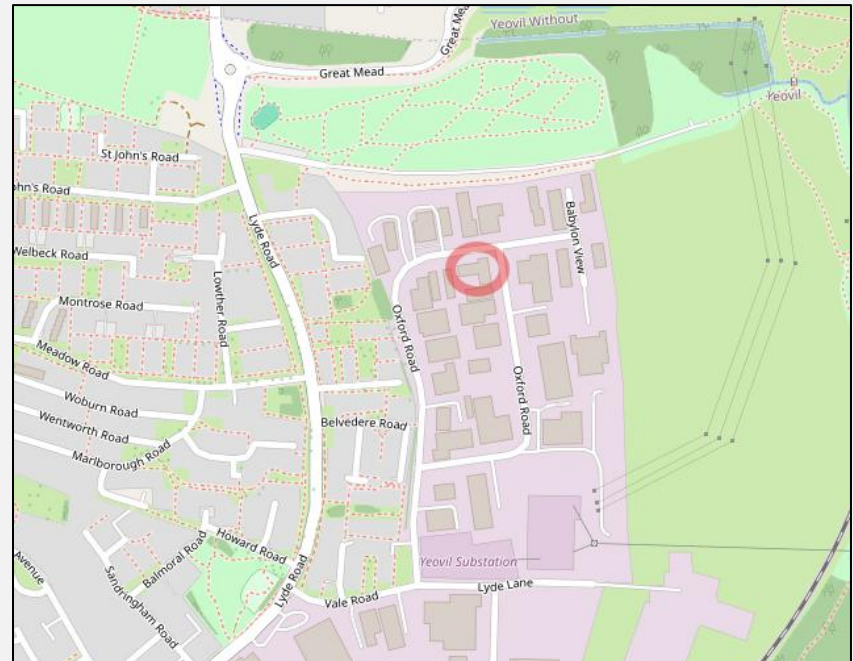 Yeovil Without
Great Mea
Great Mead
Yeovil
St John's Road
ohn's Road
Lyde Road
Babylon View
Welbeck Road
Lowther Road
Montrose Road
Oxford Road
Meadow Road
Woburn Road
Oxford Road
Wentworth Road
Belvedere Road
Marlborough Road
Howard Road
Balmoral Road
Yeovil Substation
Avenue
Sandringham Road
Lyde Road
Vale Road
Lyde Lane